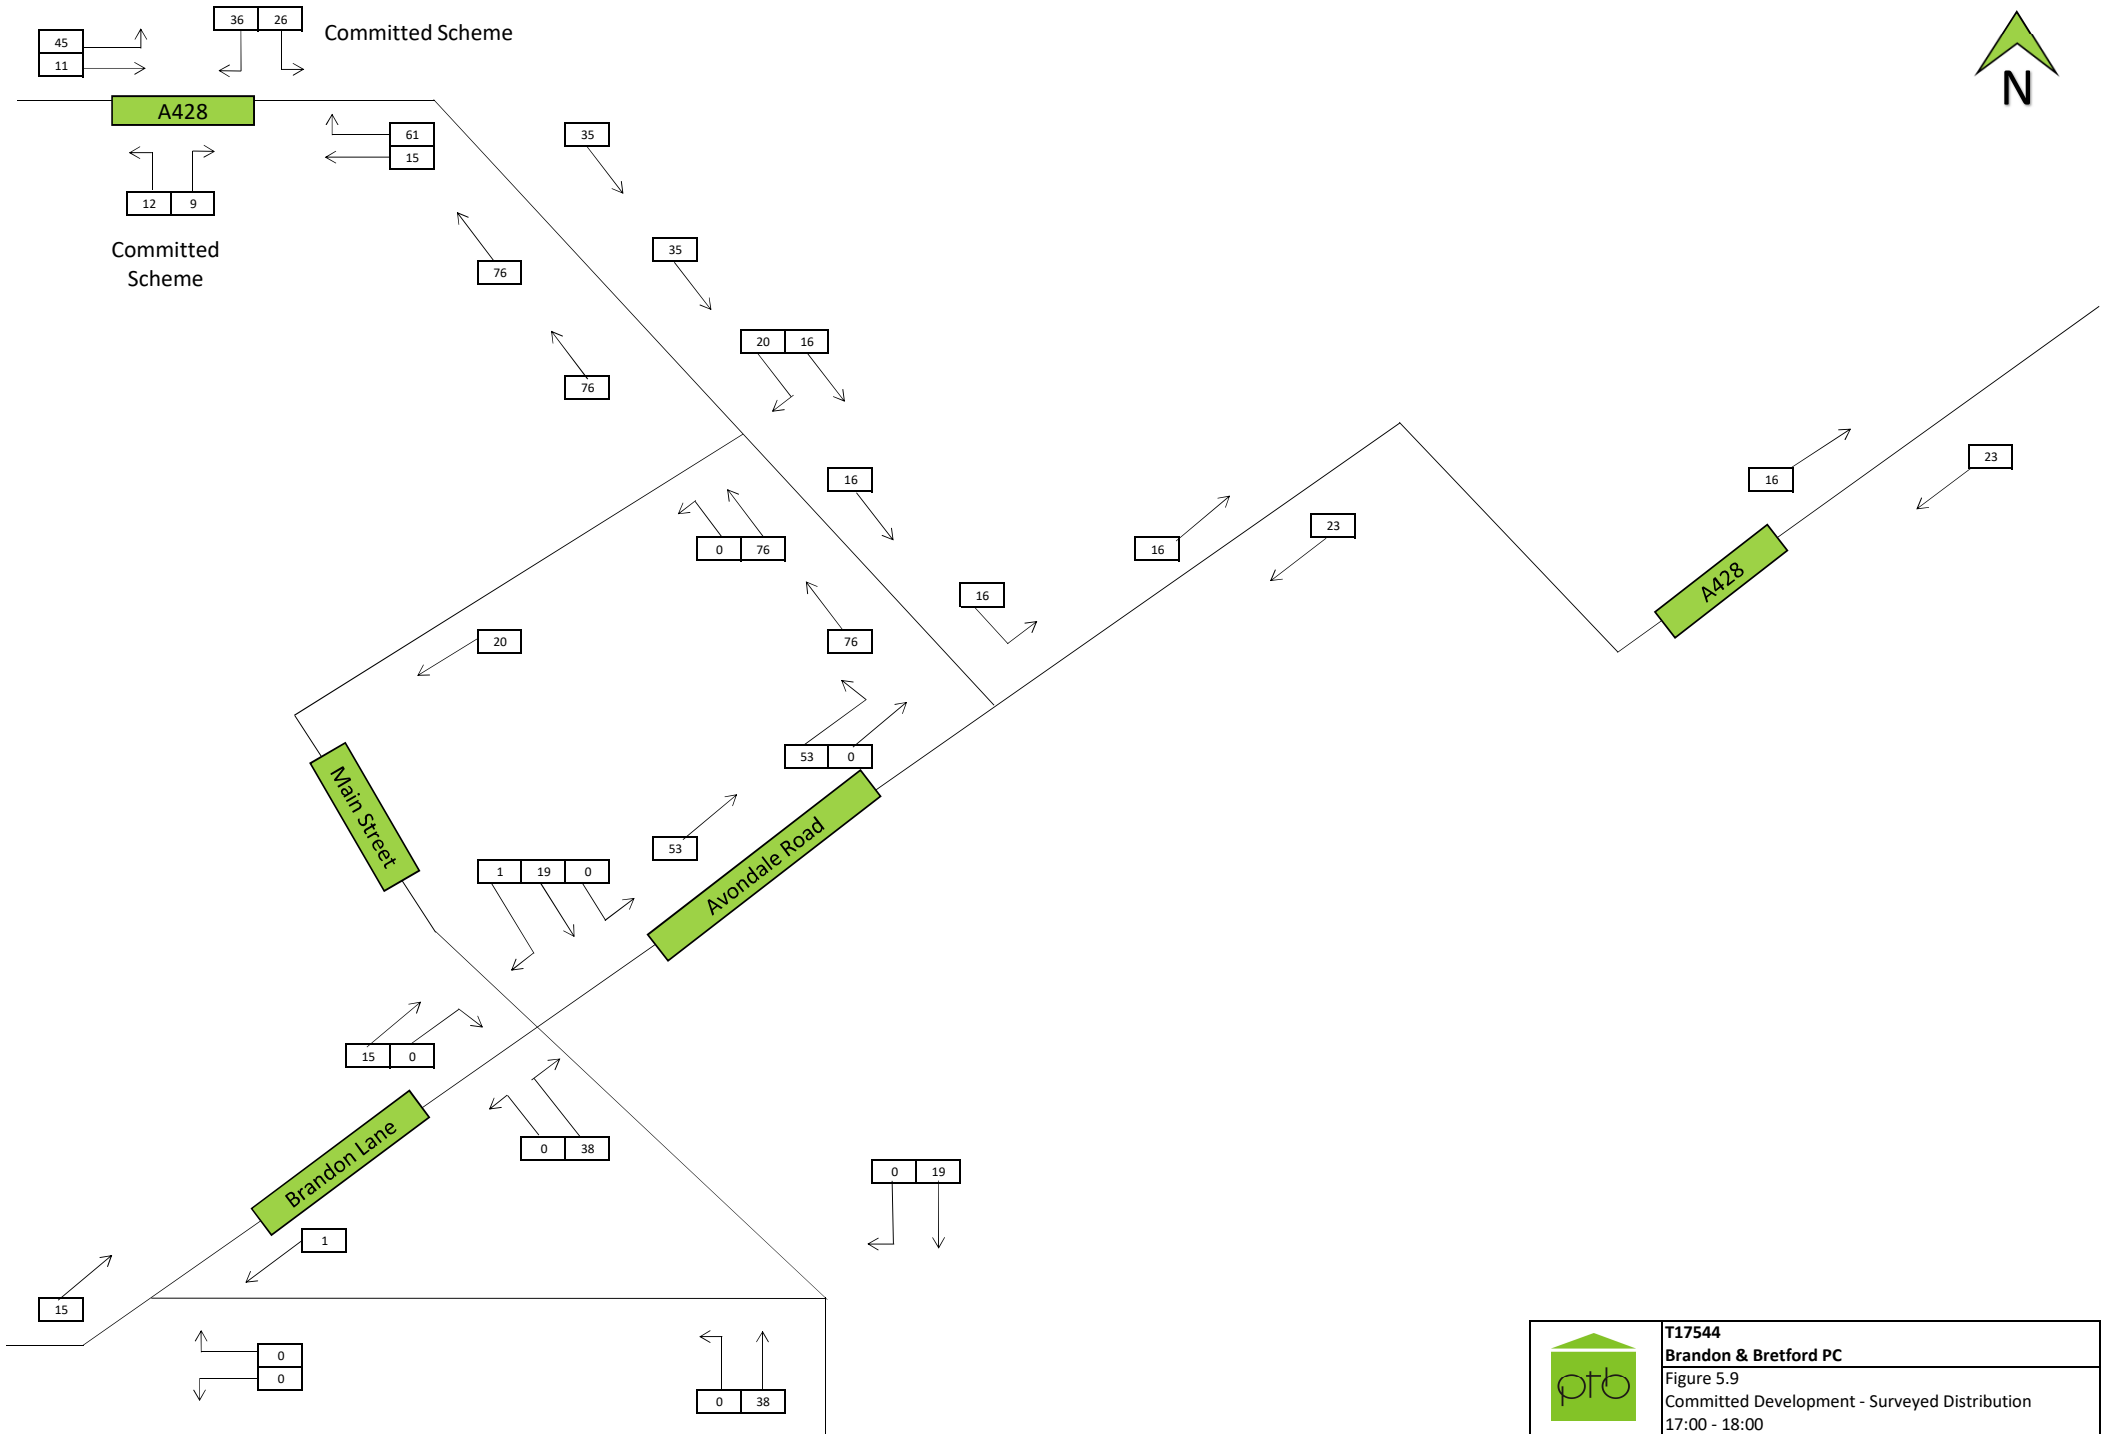 36 26
Committed Scheme
45
11
N
A428
61
15
35
12 9
Committed
Scheme
35
76
20 16
76
16
23
16
23
0 76
16
16
A428
20
76
53 0
Main Street
53
Avondale Road
1 19 0
15 0
0 38
Brandon Lane
0 19
1
15
0
0
0 38
ptb
T17544
Brandon & Bretford PC
Figure 5.9
Committed Development - Surveyed Distribution
17:00 - 18:00